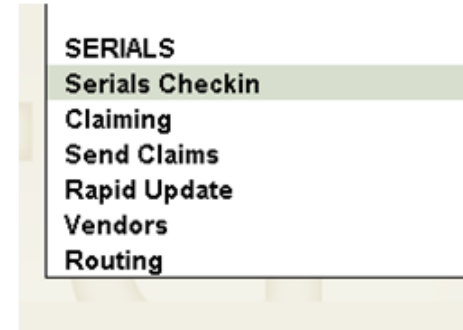 SERIALS
Serials Checkin
Claiming
Send Claims
Rapid Update
Vendors
Routing